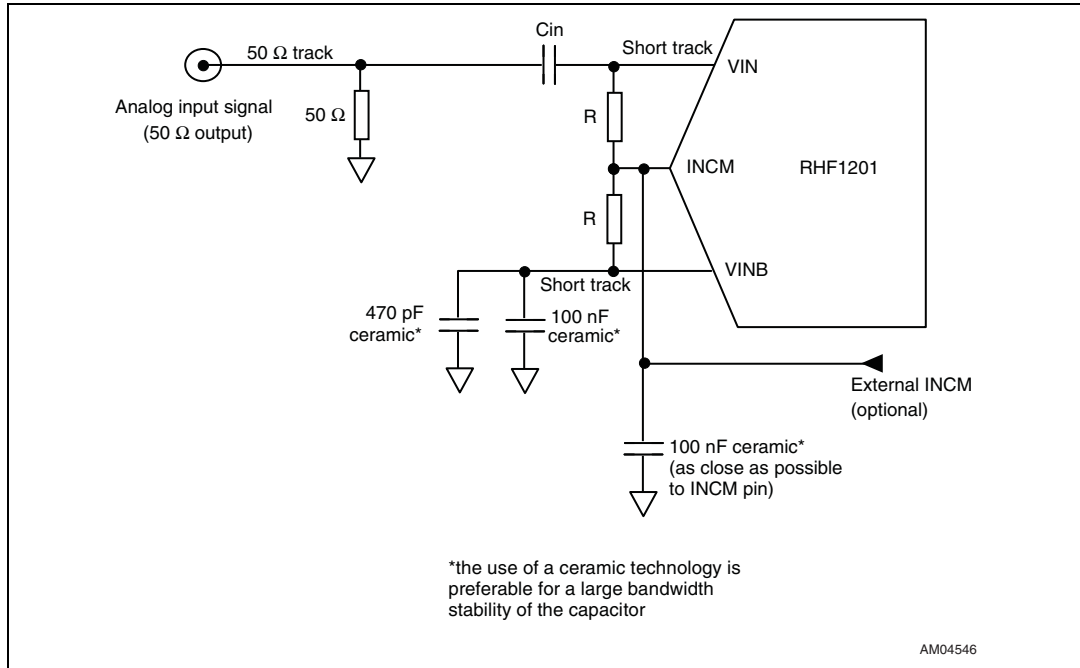 Cin
50 Ω track
Short track
VIN
Analog input signal
(50 Ω output)
50 Ω
R
INCM
RHF1201
R
VINB
Short track
470 pF
ceramic*
100 nF
ceramic*
External INCM
(optional)
100 nF ceramic*
(as close as possible
to INCM pin)
*the use of a ceramic technology is
preferable for a large bandwidth
stability of the capacitor
AM04546